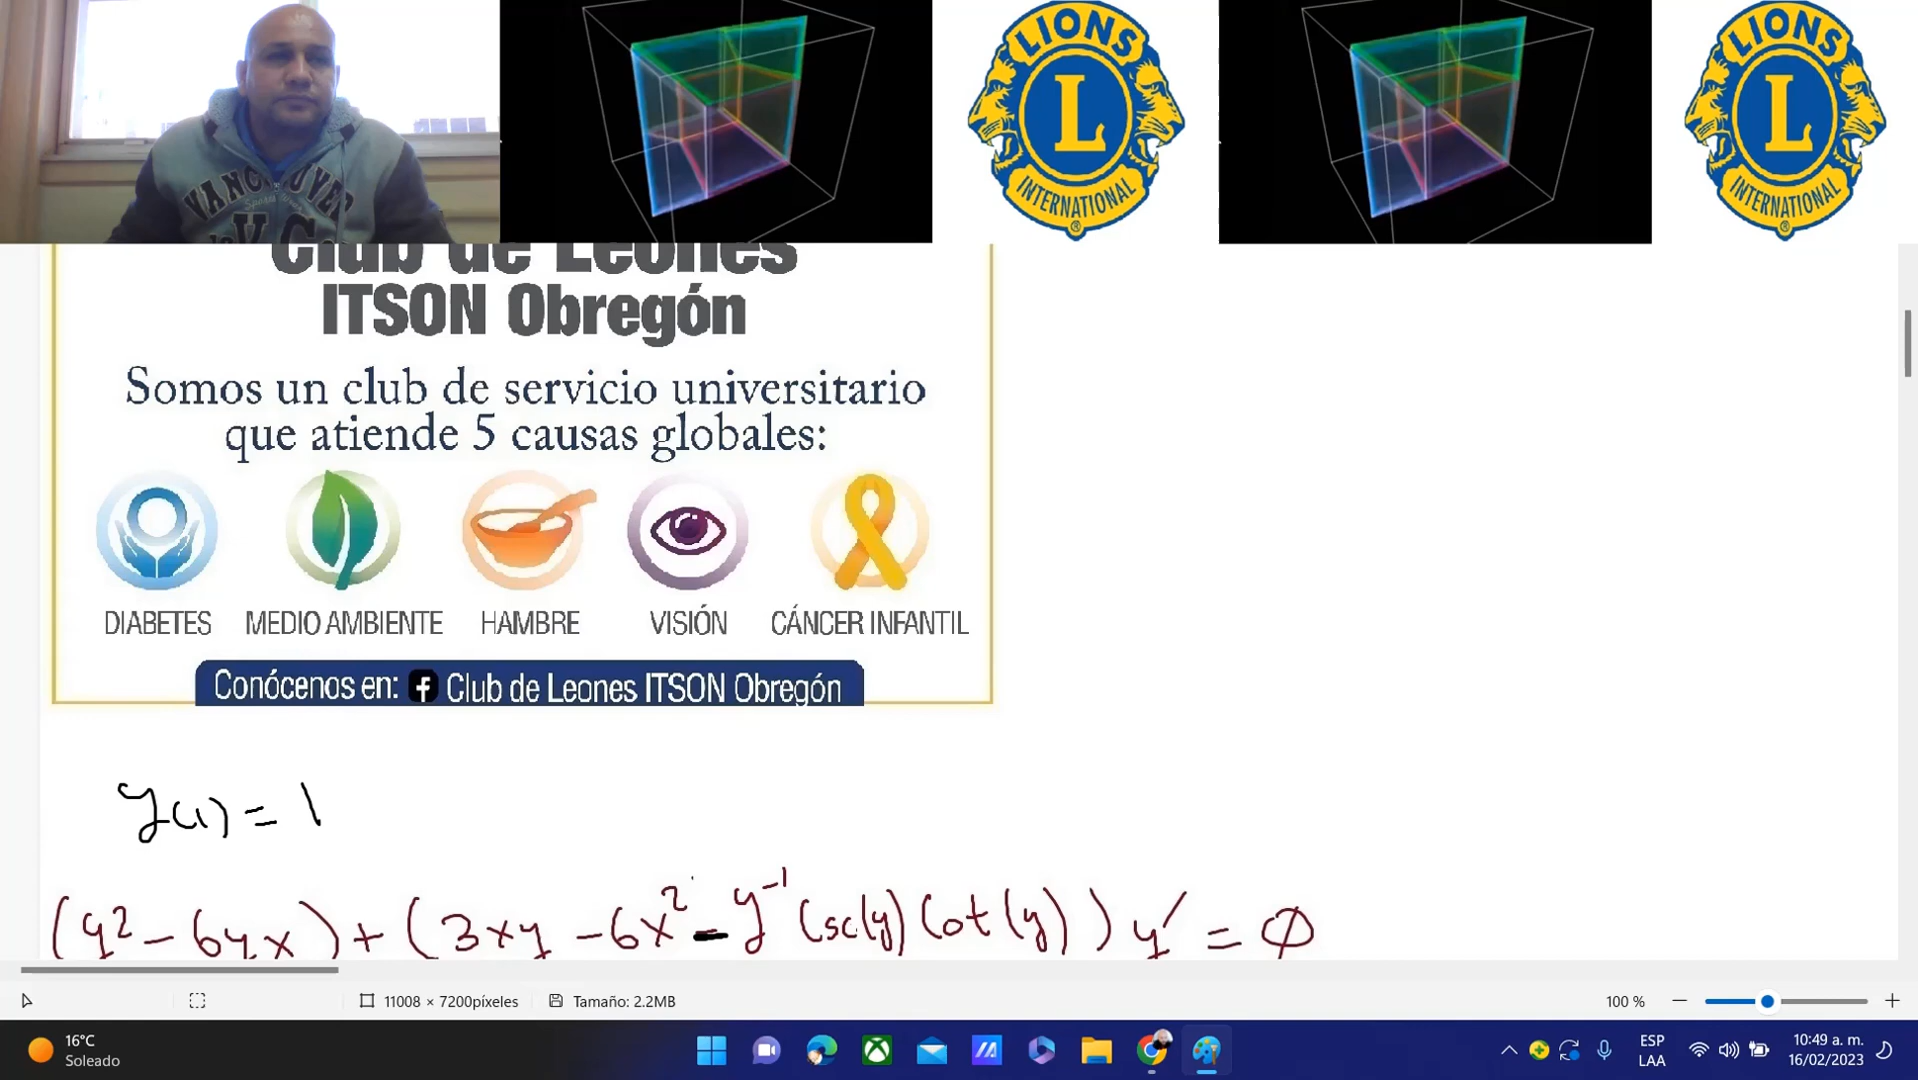 VANCOUVER
LIONS
L
INTERNATIONAL
®
LIONS
L
INTERNATIONAL
®
Club de Leones
ITSON Obregón
Somos un club de servicio universitario
que atiende 5 causas globales:
DIABETES MEDIO AMBIENTE HAMBRE VISIÓN CÁNCER INFANTIL
Conócenos en: f Club de Leones ITSON Obregón
y(1) = 1
(y² - 6yx) + (3xy - 6x² - y⁻¹ Csc(y) Cot(y)) y' = 0
11008 × 7200píxeles Tamaño: 2.2MB 100 %
16°C
Soleado
ESP
LAA
10:49 a. m.
16/02/2023